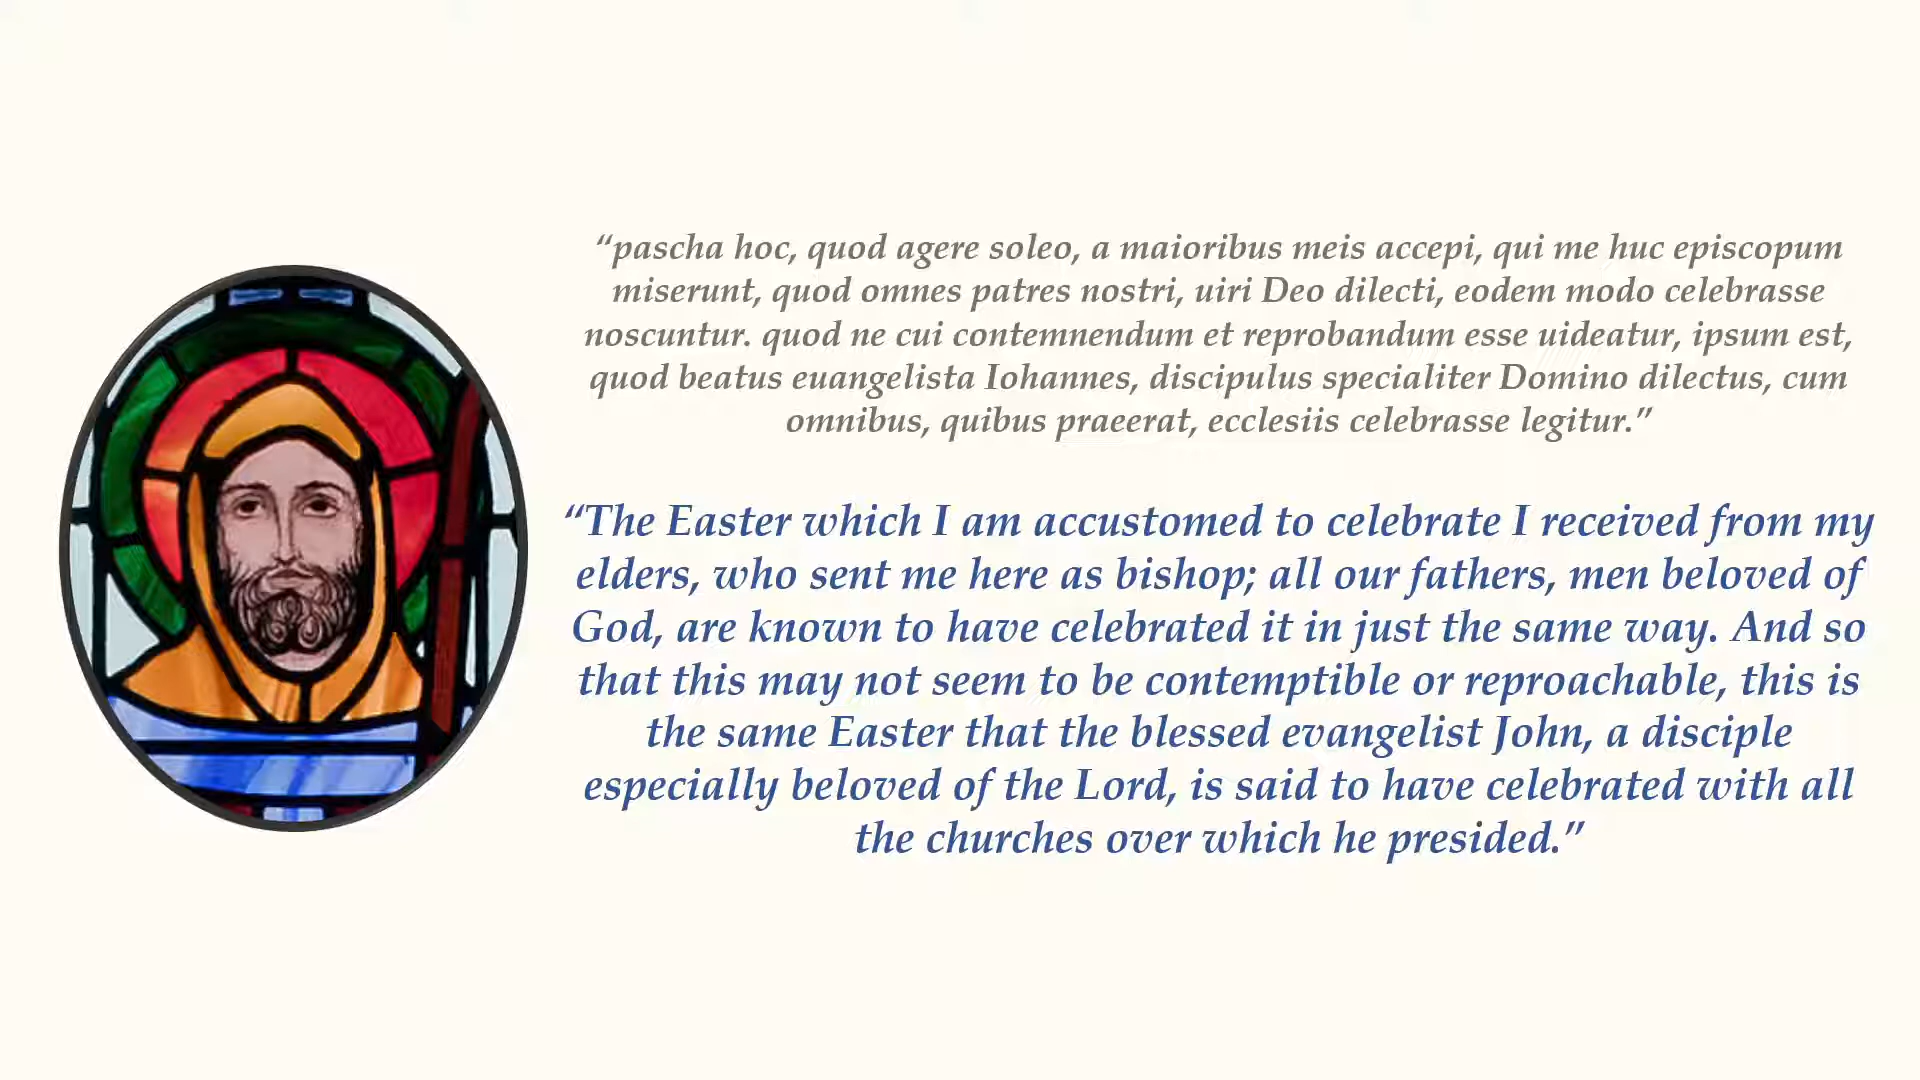 “pascha hoc, quod agere soleo, a maioribus meis accepi, qui me huc episcopum
miserunt, quod omnes patres nostri, uiri Deo dilecti, eodem modo celebrasse
noscuntur. quod ne cui contemnendum et reprobandum esse uideatur, ipsum est,
quod beatus euangelista Iohannes, discipulus specialiter Domino dilectus, cum
omnibus, quibus praeerat, ecclesiis celebrasse legitur.”
“The Easter which I am accustomed to celebrate I received from my
elders, who sent me here as bishop; all our fathers, men beloved of
God, are known to have celebrated it in just the same way. And so
that this may not seem to be contemptible or reproachable, this is
the same Easter that the blessed evangelist John, a disciple
especially beloved of the Lord, is said to have celebrated with all
the churches over which he presided.”